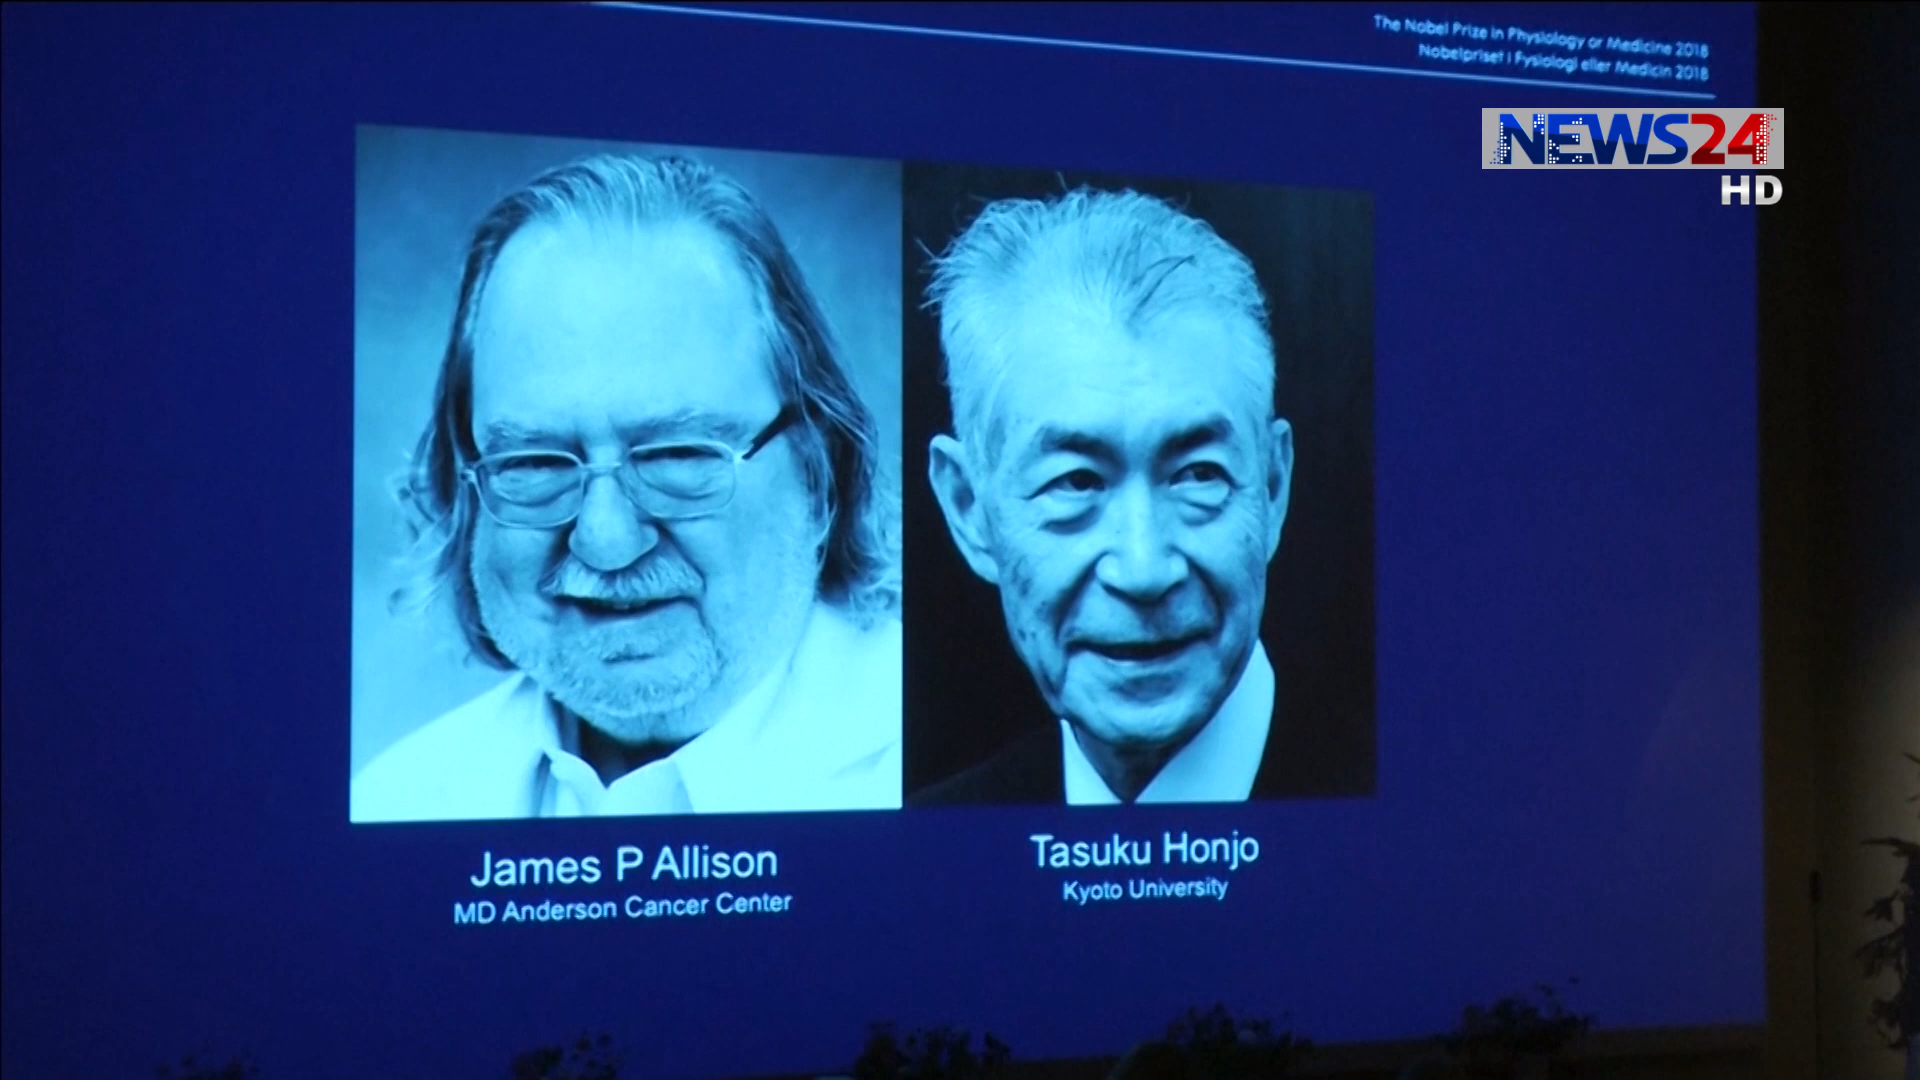 The Nobel Prize in Physiology or Medicine 2018
Nobelpriset i Fysiologi eller Medicin 2018
NEWS24
HD
James P Allison
MD Anderson Cancer Center
Tasuku Honjo
Kyoto University